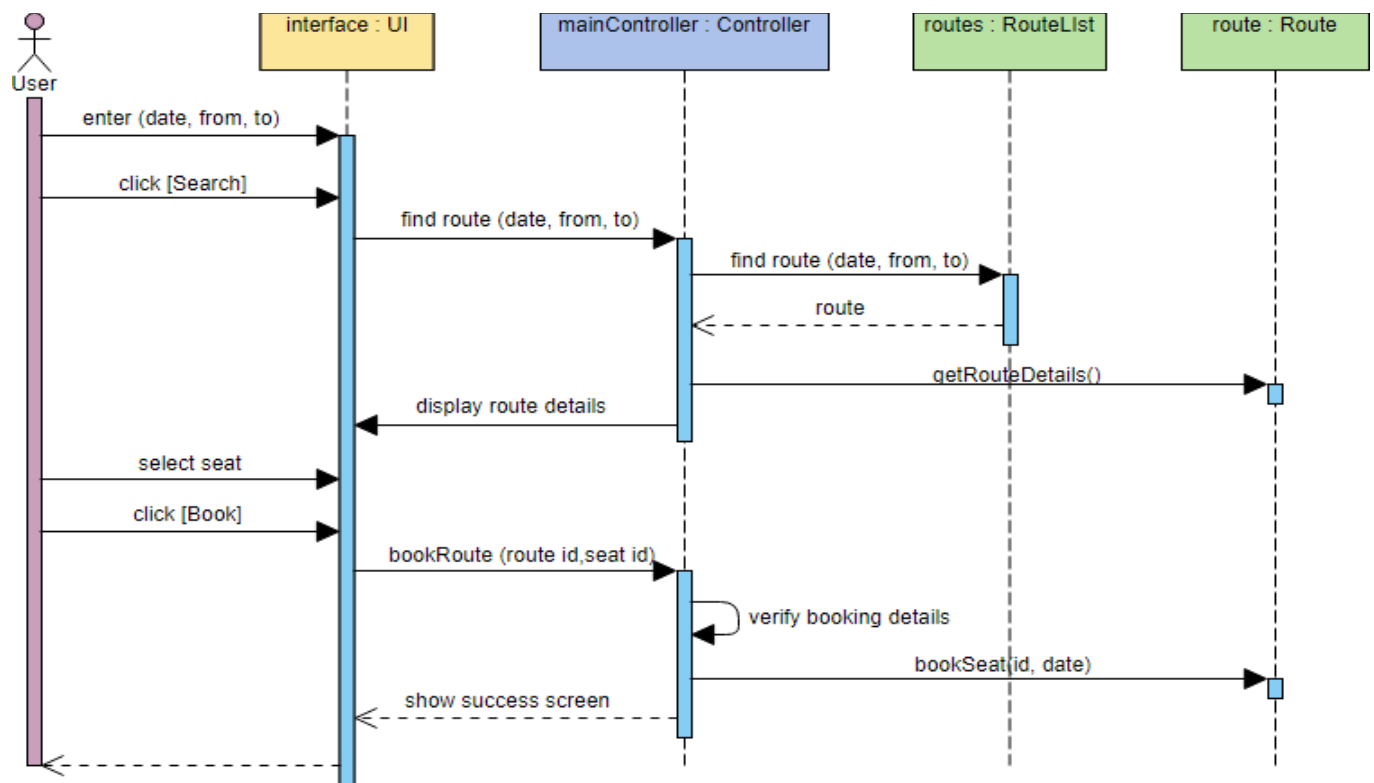 interface : UI
mainController : Controller
routes : RouteLIst
route : Route
User
enter (date, from, to)
click [Search]
find route (date, from, to)
find route (date, from, to)
route
getRouteDetails()
display route details
select seat
click [Book]
bookRoute (route id,seat id)
verify booking details
bookSeat(id, date)
show success screen